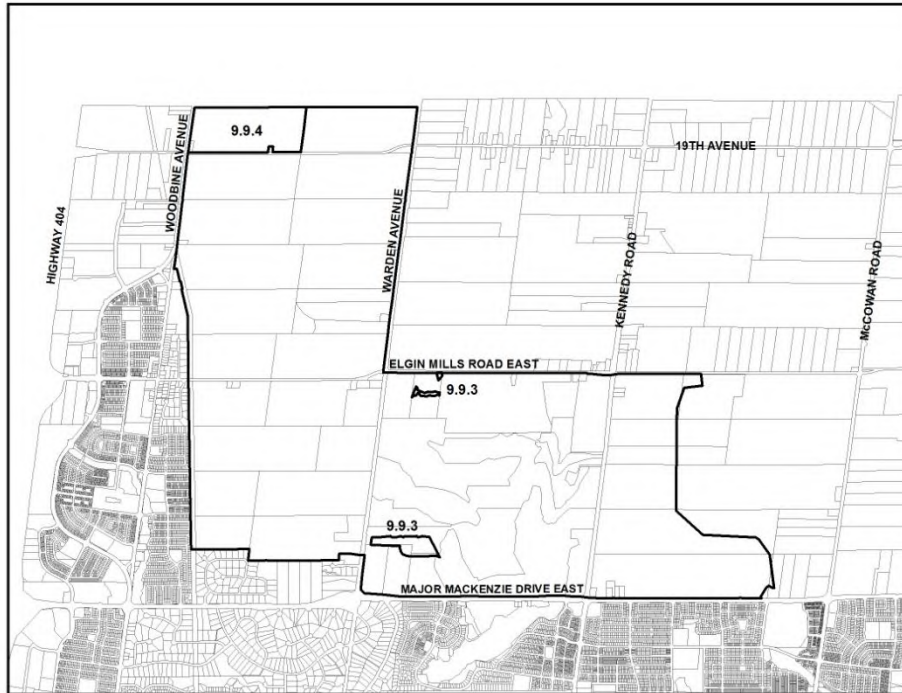 9.9.4
19TH AVENUE
WOODBINE AVENUE
HIGHWAY 404
WARDEN AVENUE
KENNEDY ROAD
McCOWAN ROAD
ELGIN MILLS ROAD EAST
9.9.3
9.9.3
MAJOR MACKENZIE DRIVE EAST